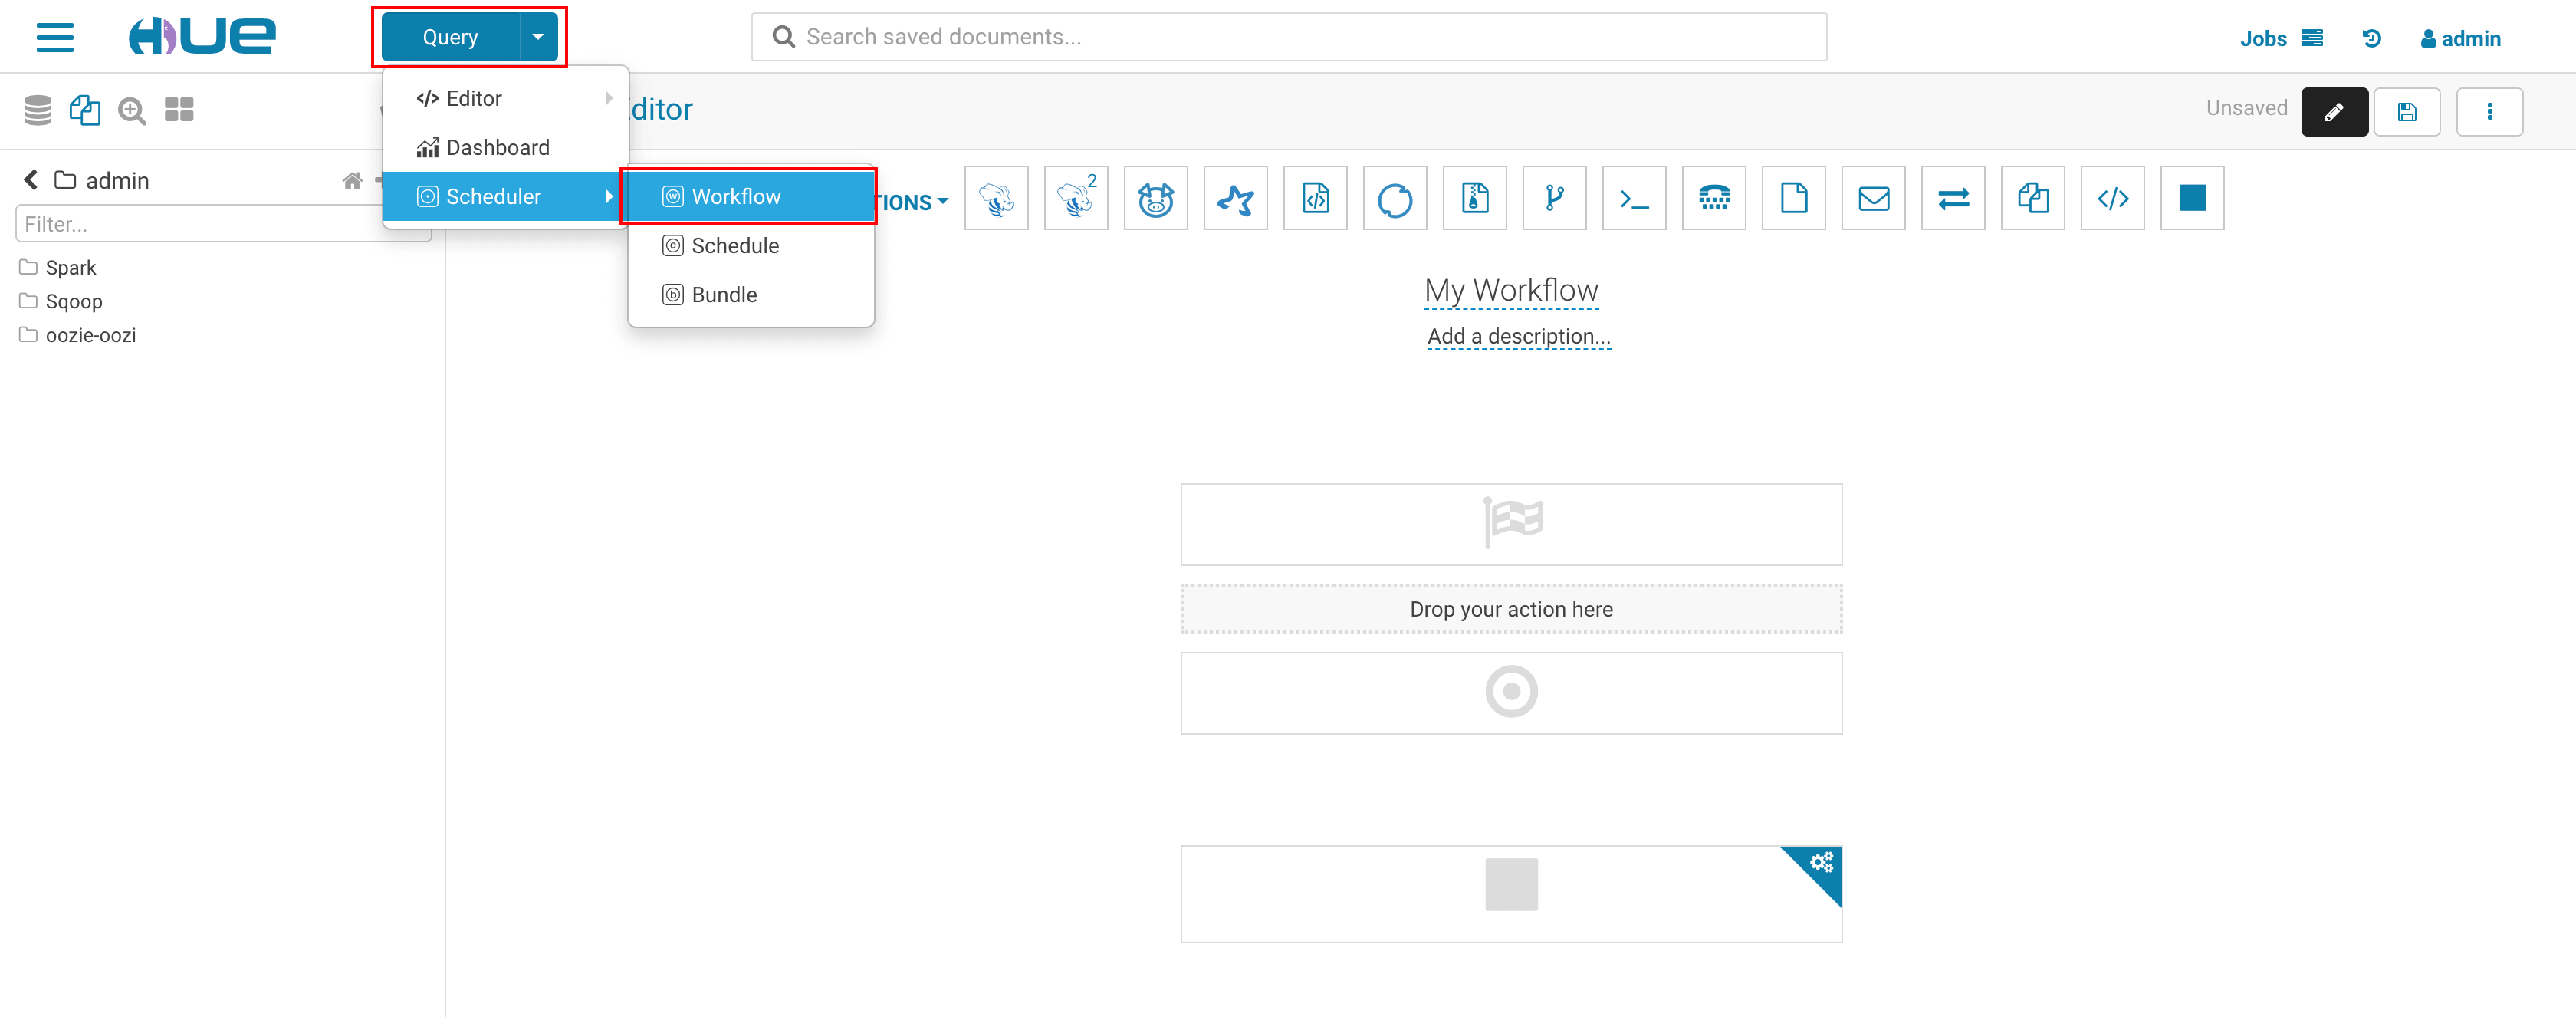 HUE
Query
Search saved documents...
Jobs
admin
Editor
Dashboard
Scheduler
Workflow
Schedule
Bundle
ditor
Unsaved
admin
Filter...
Spark
Sqoop
oozie-oozi
TIONS
2
My Workflow
Add a description...
Drop your action here